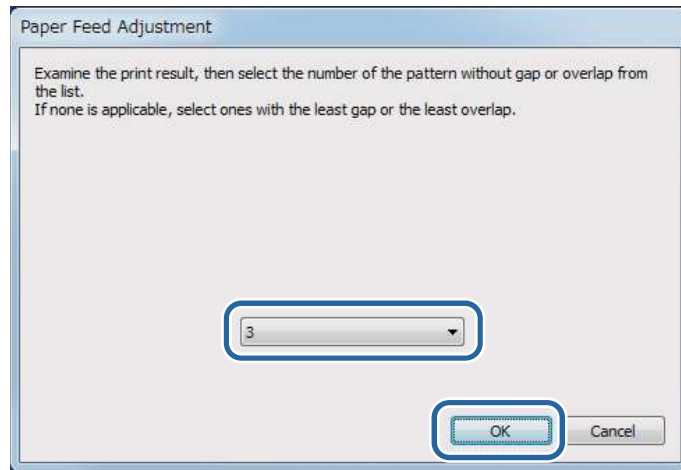 Paper Feed Adjustment
Examine the print result, then select the number of the pattern without gap or overlap from
the list.
If none is applicable, select ones with the least gap or the least overlap.
3
OK Cancel